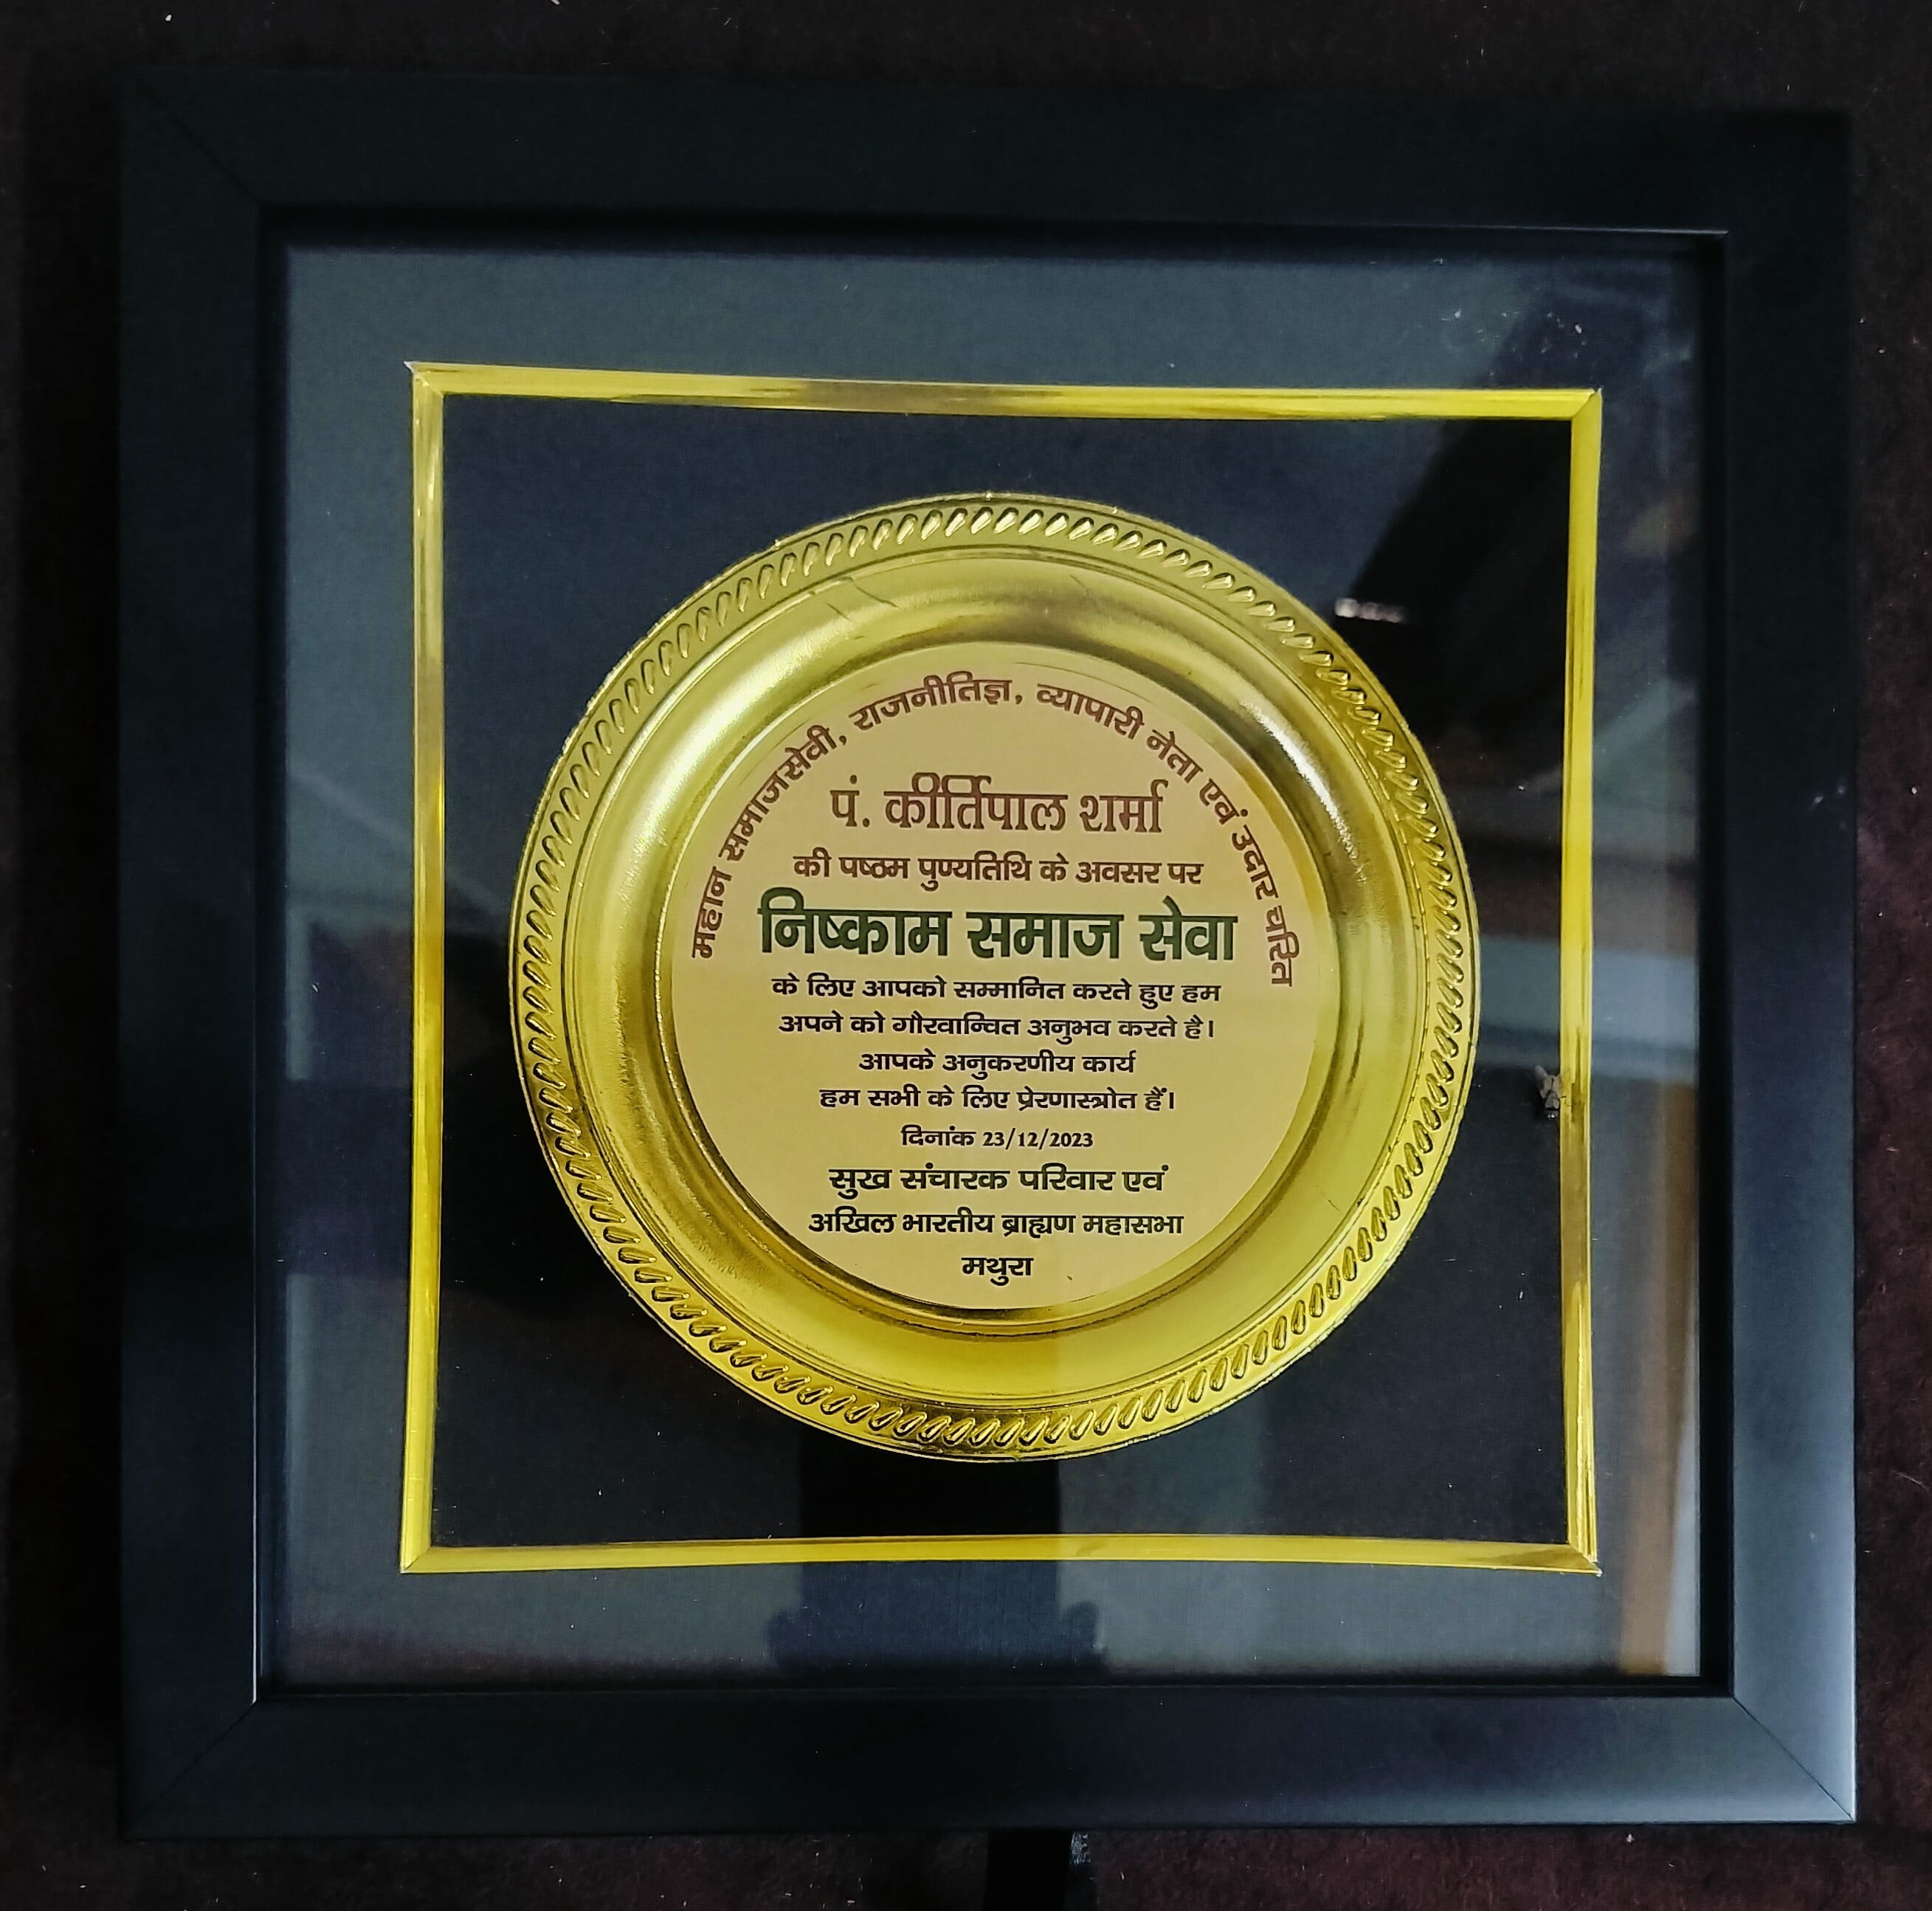 महान समाजसेवी, राजनीतिज्ञ, व्यापारी नेता एवं उदार चरित
पं. कीर्तिपाल शर्मा
की षष्ठम पुण्यतिथि के अवसर पर
निष्काम समाज सेवा
के लिए आपको सम्मानित करते हुए हम
अपने को गौरवान्वित अनुभव करते है।
आपके अनुकरणीय कार्य
हम सभी के लिए प्रेरणास्त्रोत हैं।
दिनांक 23/12/2023
सुख संचारक परिवार एवं
अखिल भारतीय ब्राह्मण महासभा
मथुरा